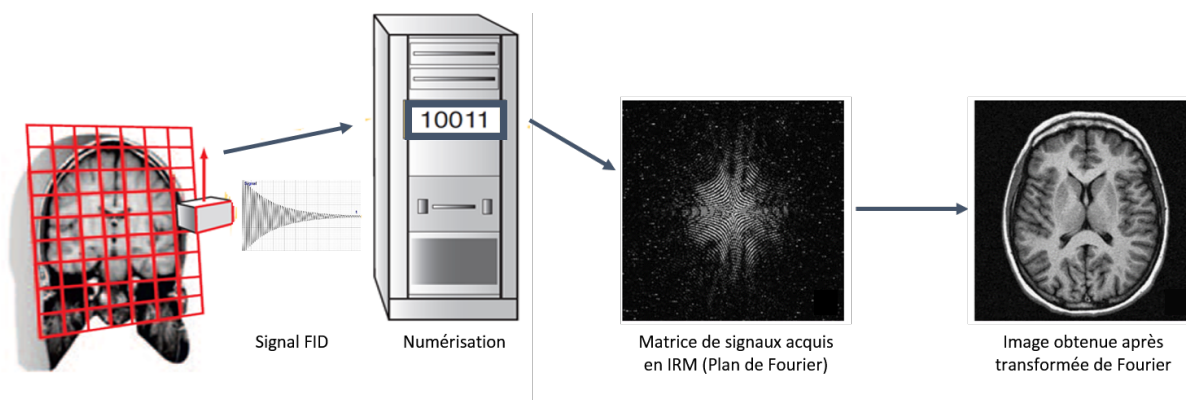 10011
Signal
Signal FID
Numérisation
Matrice de signaux acquis
en IRM (Plan de Fourier)
Image obtenue après
transformée de Fourier